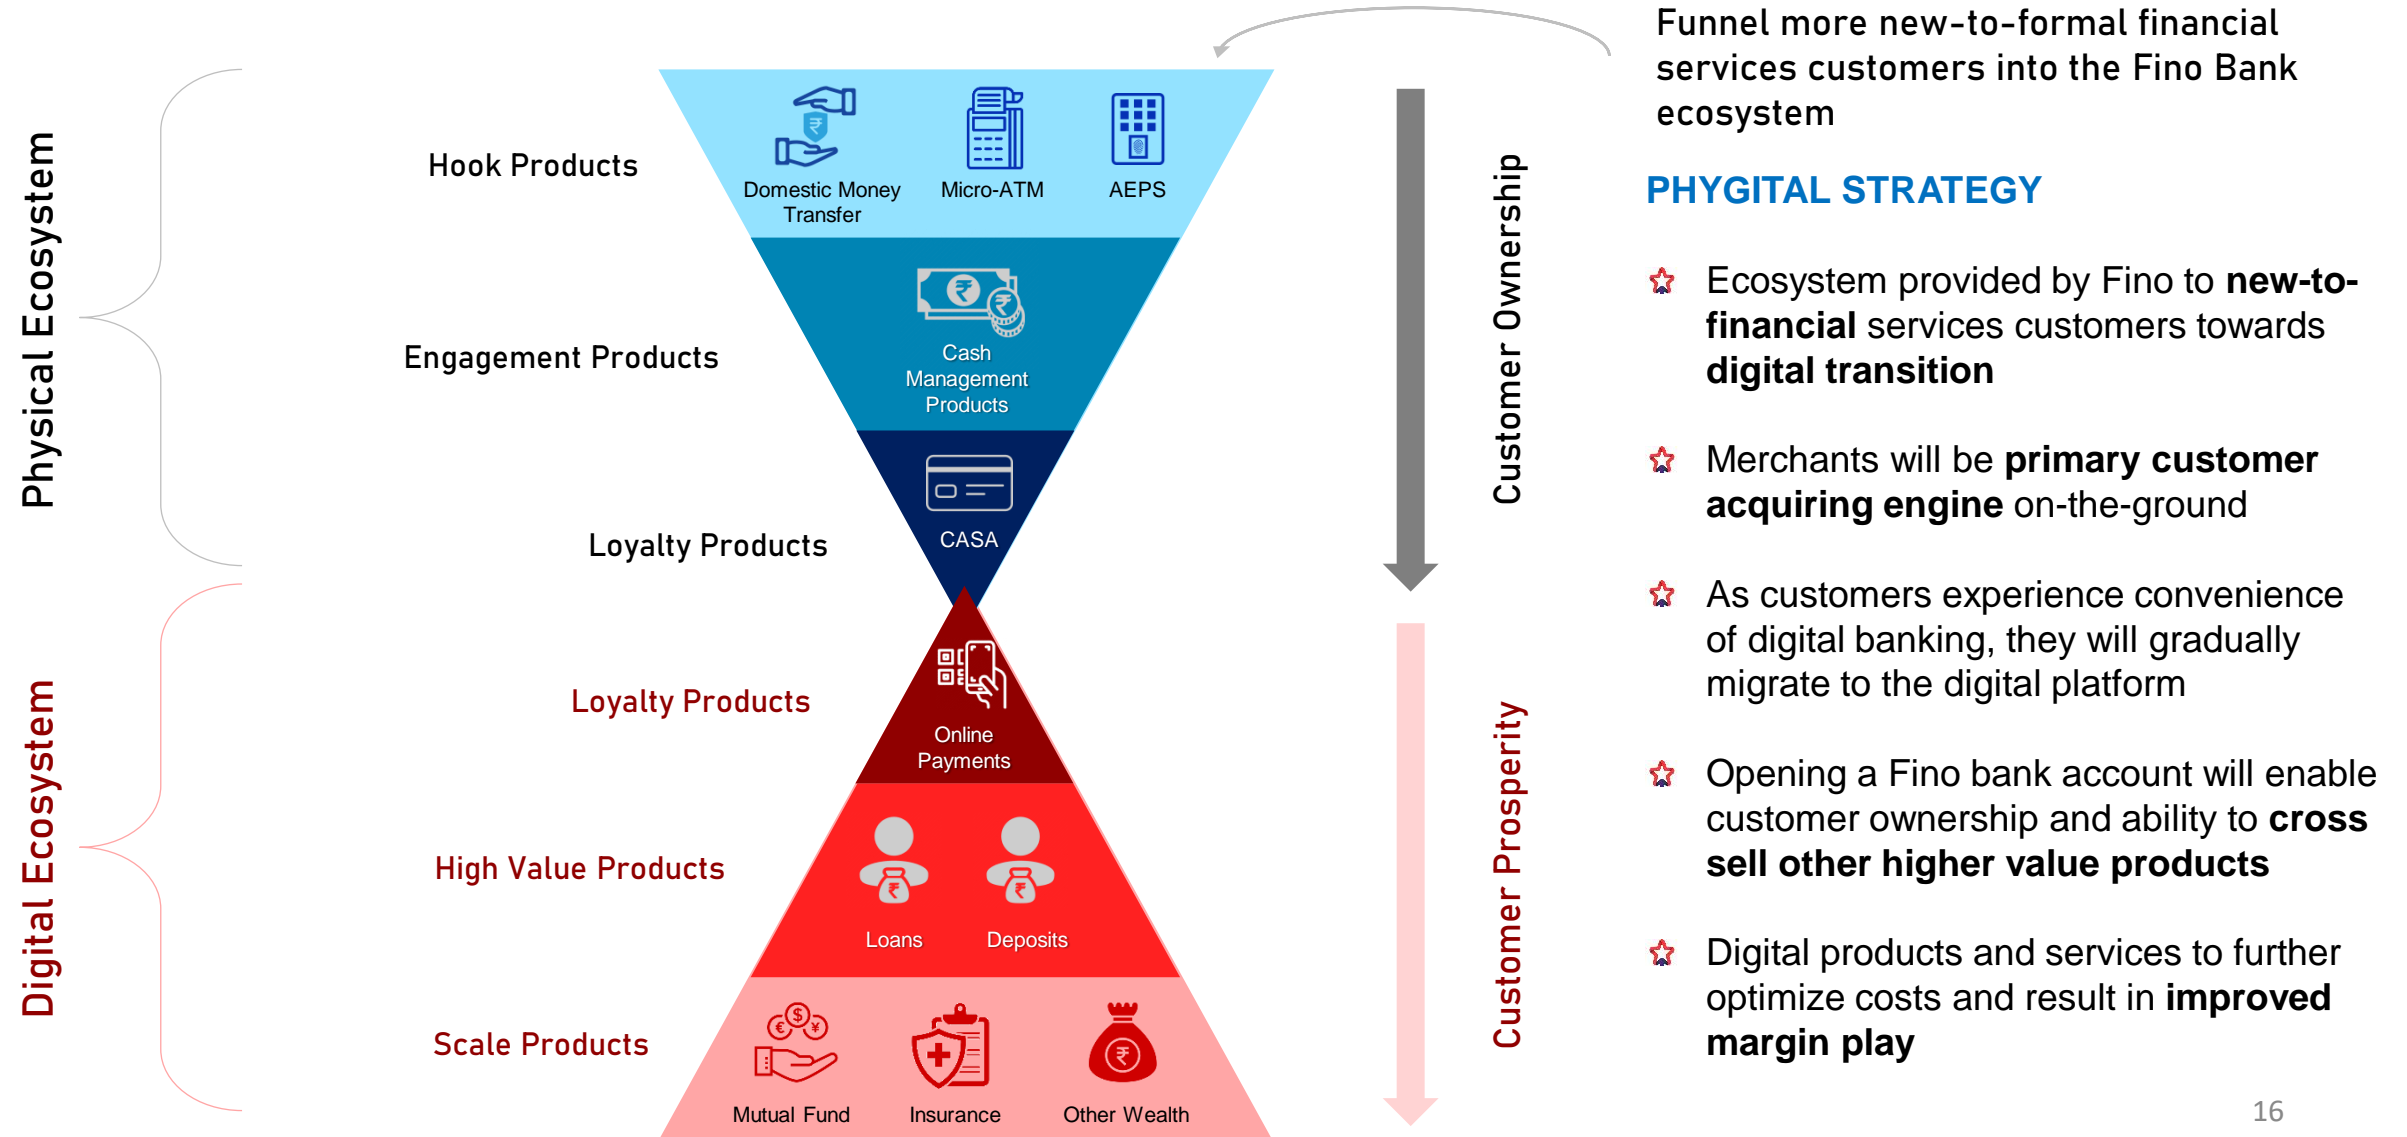 Funnel more new-to-formal financial
services customers into the Fino Bank
ecosystem
Physical Ecosystem
Hook Products
Domestic Money
Transfer
Micro-ATM
AEPS
Engagement Products
Cash
Management
Products
Loyalty Products
CASA
Customer Ownership
Digital Ecosystem
Loyalty Products
Online
Payments
High Value Products
Loans
Deposits
Scale Products
Mutual Fund
Insurance
Other Wealth
Customer Prosperity
PHYGITAL STRATEGY
Ecosystem provided by Fino to new-to-
financial services customers towards
digital transition
Merchants will be primary customer
acquiring engine on-the-ground
As customers experience convenience
of digital banking, they will gradually
migrate to the digital platform
Opening a Fino bank account will enable
customer ownership and ability to cross
sell other higher value products
Digital products and services to further
optimize costs and result in improved
margin play
16